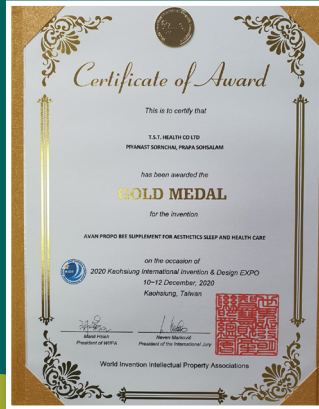 Certificate of Award
This is to certify that
T.S.T. HEALTH CO LTD
PIYANAST SORNCHAI, PRAPA SOHSALAST
has been awarded the
GOLD MEDAL
for the invention
AVAN PROPO BEE SUPPLEMENT FOR AESTHETICS SLEEP AND HEALTH CARE
on the occasion of
2020 Kaohsiung International Invention & Design EXPO
10~12 December, 2020
Kaohsiung, Taiwan
President of WIIPA
President of the International Jury
World Invention Intellectual Property Associations